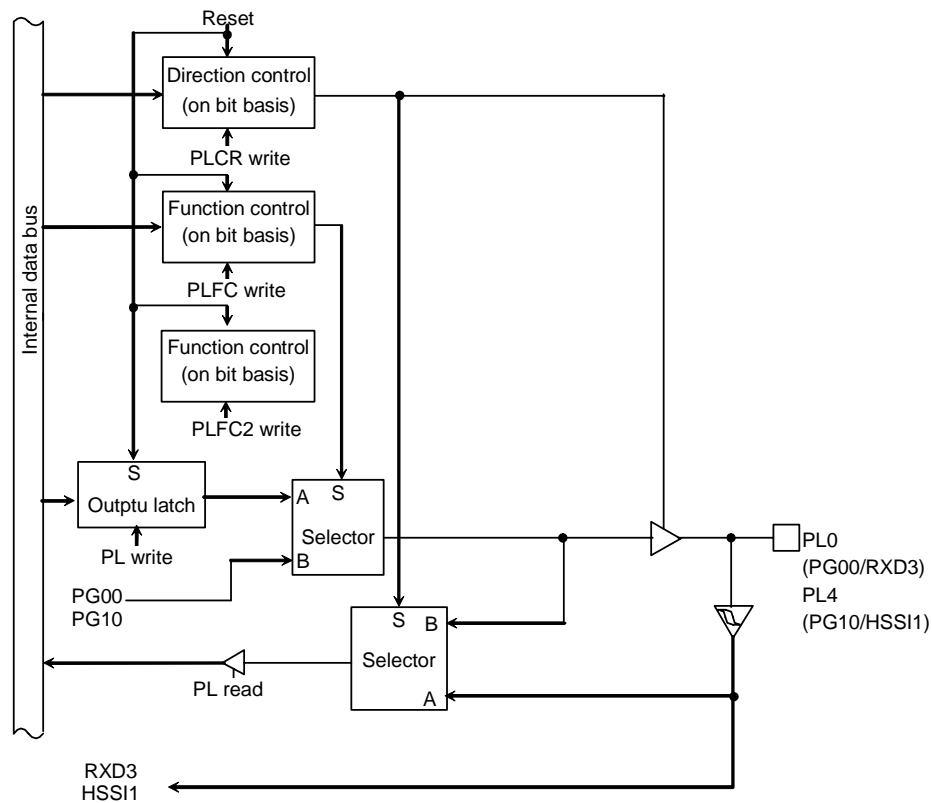 Reset
Internal data bus
Direction control
(on bit basis)
PLCR write
Function control
(on bit basis)
PLFC write
Function control
(on bit basis)
PLFC2 write
S
Outptu latch
PL write
A
S
Selector
B
PG00
PG10
PL0
(PG00/RXD3)
PL4
(PG10/HSSI1)
S
B
Selector
A
PL read
RXD3
HSSI1